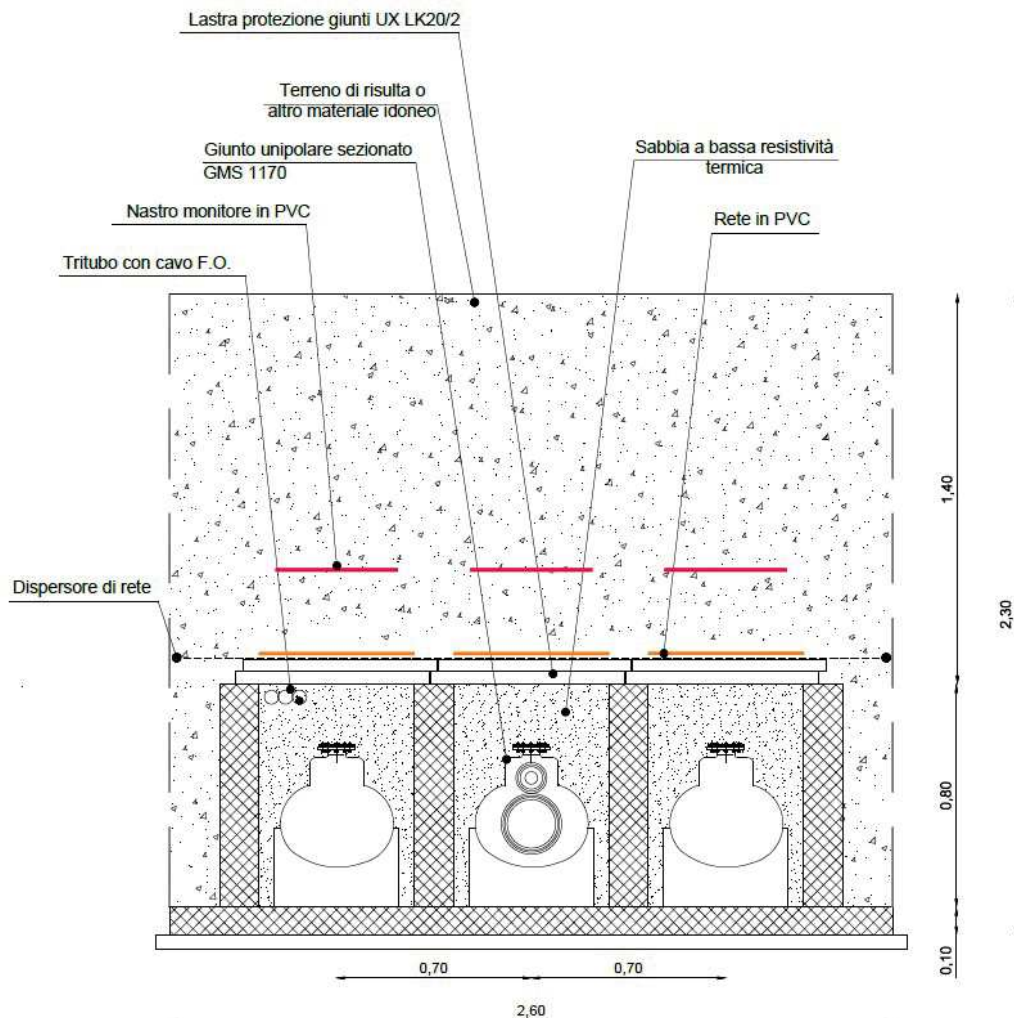 Lastra protezione giunti UX LK20/2
Terreno di risulta o
altro materiale idoneo
Giunto unipolare sezionato
GMS 1170
Sabbia a bassa resistività
termica
Nastro monitore in PVC
Rete in PVC
Tritubo con cavo F.O.
1,40
Dispersore di rete
2,30
0,80
0,10
0,70
0,70
2,60